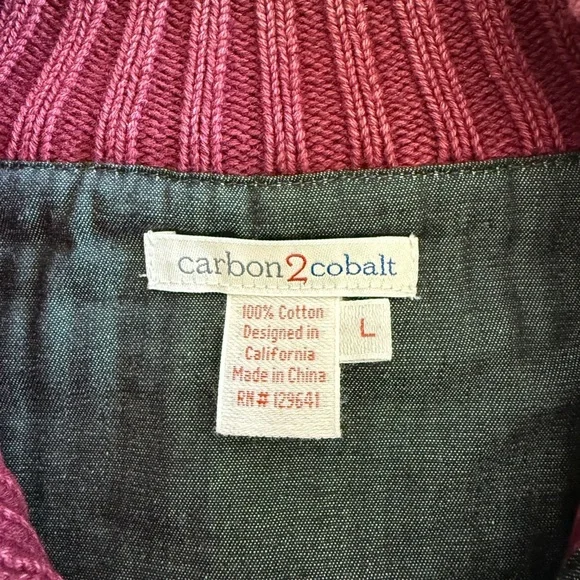 carbon2cobalt
100% Cotton
Designed in
California
Made in China
RN# 129641
L